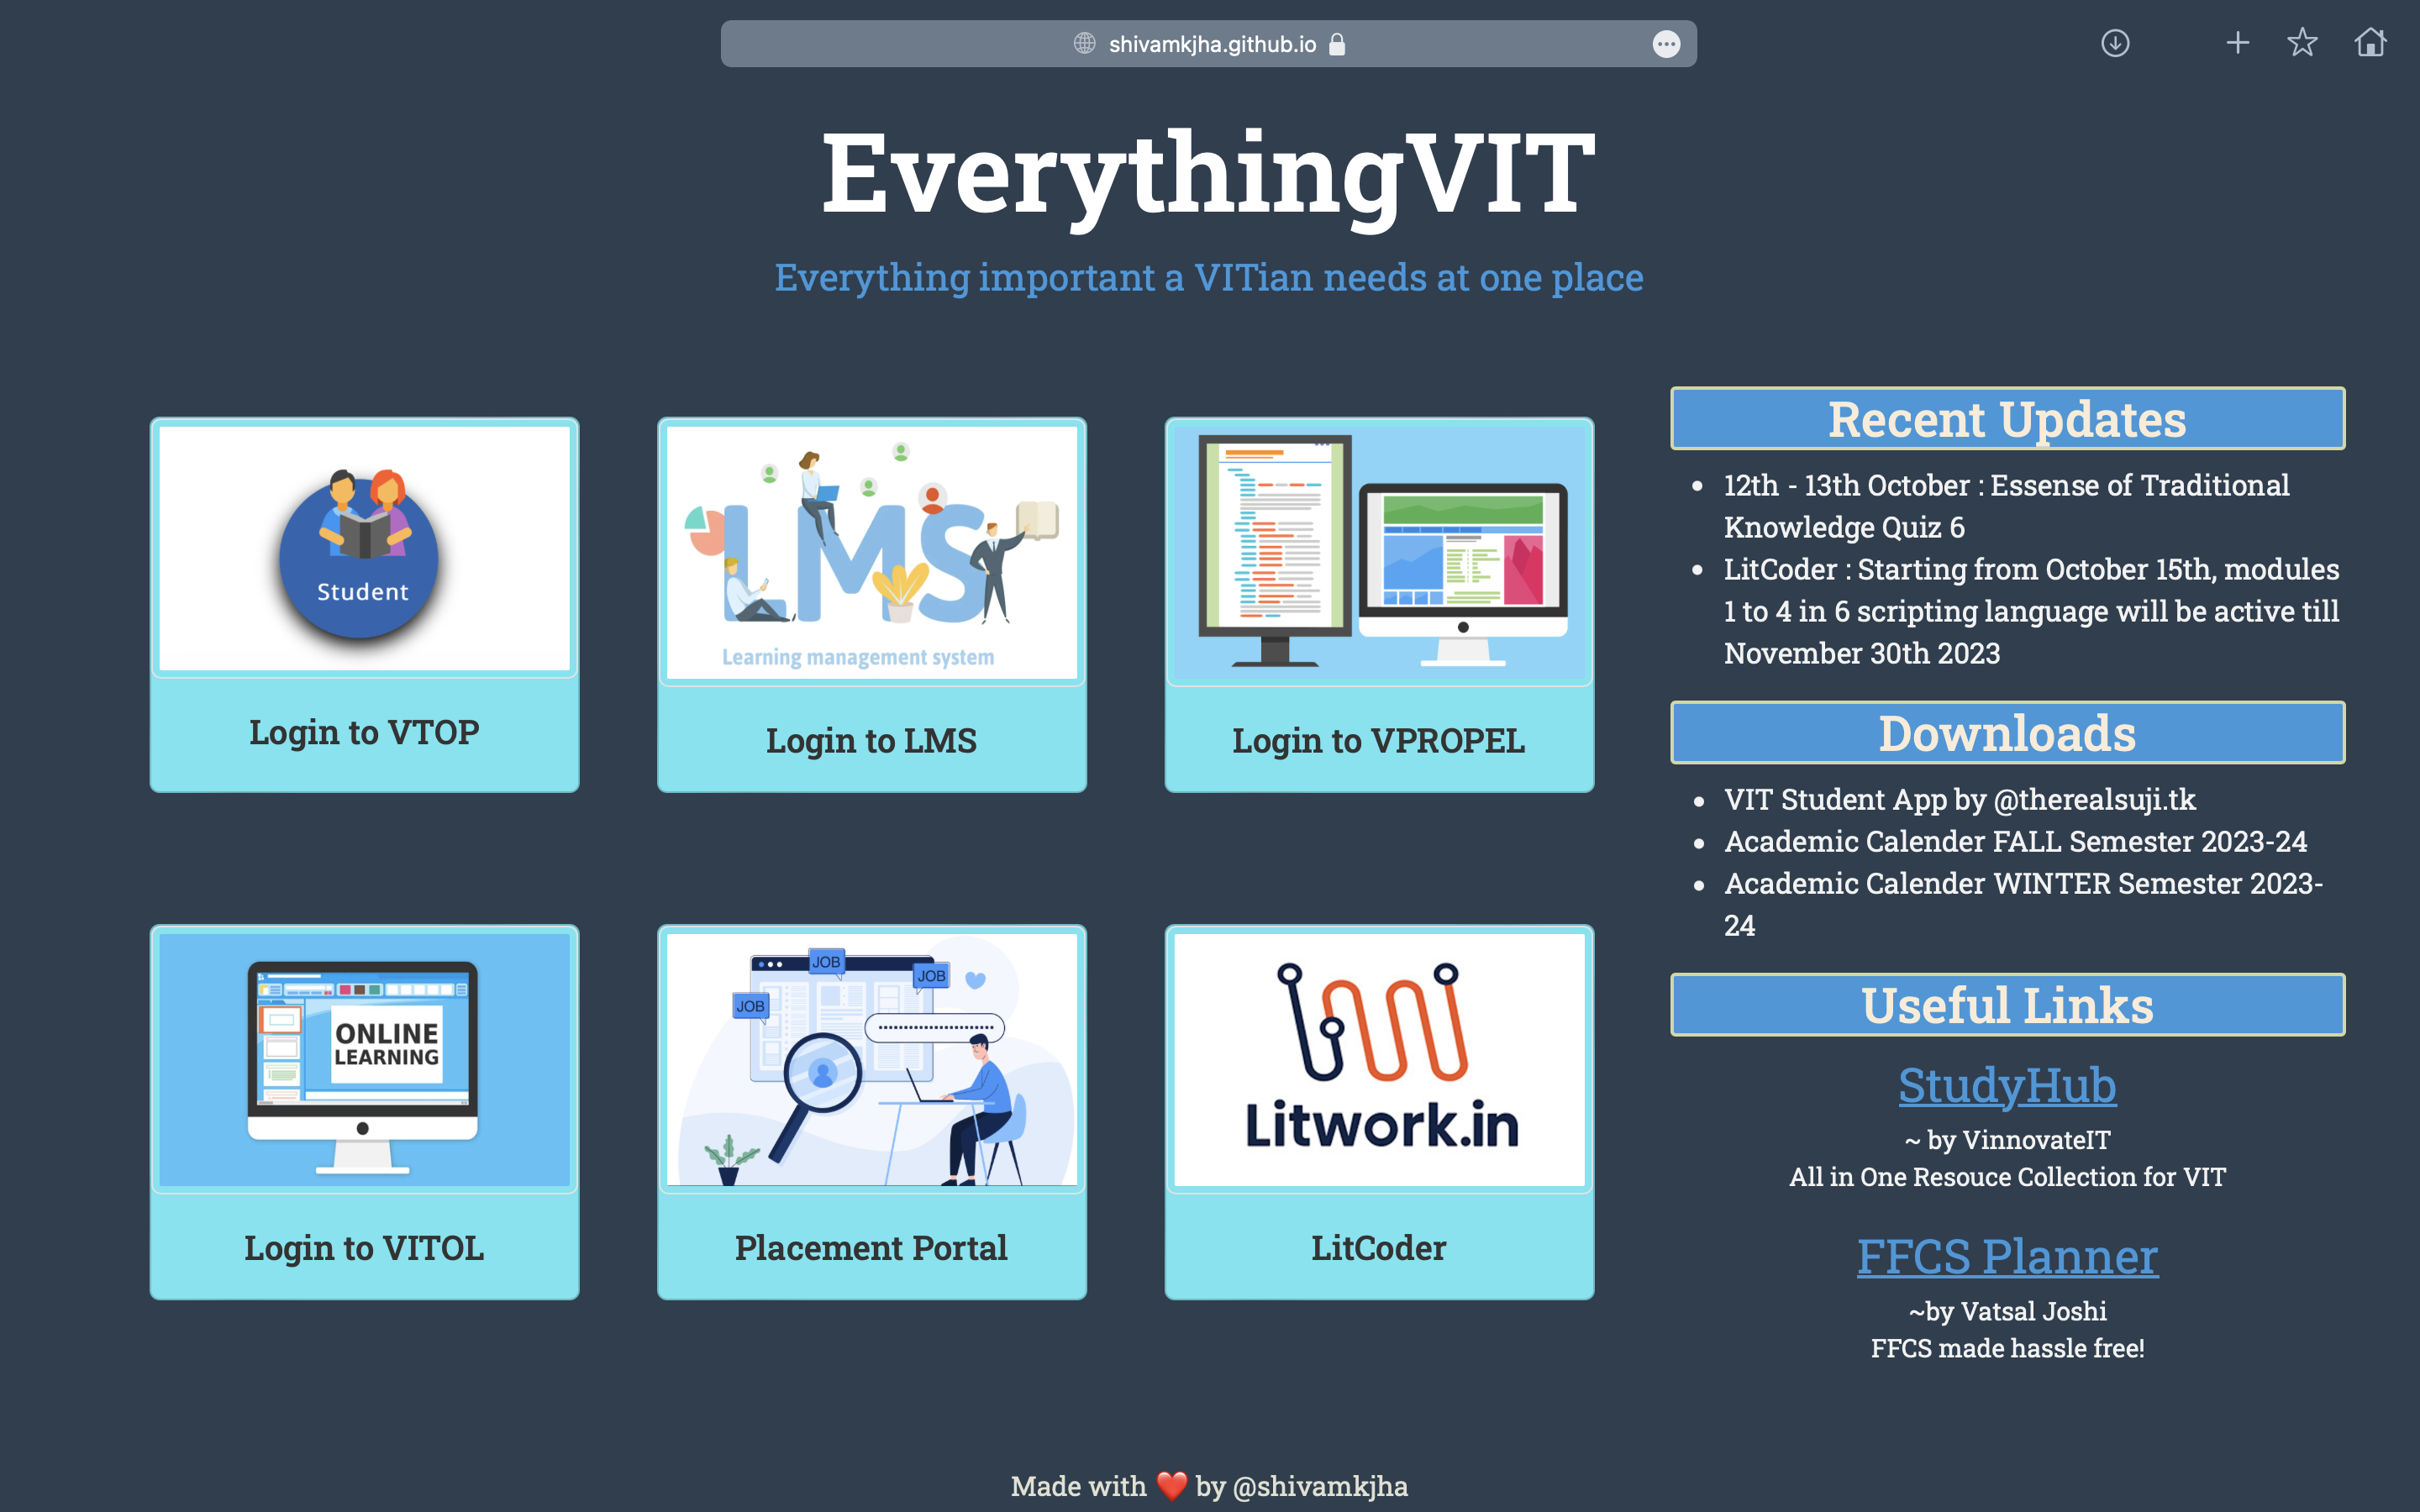 shivamkjha.github.io
EverythingVIT
Everything important a VITian needs at one place
Student
Login to VTOP
LMS
Learning management system
Login to LMS
Login to VPROPEL
ONLINE
LEARNING
Login to VITOL
JOB
JOB
JOB
Placement Portal
Litwork.in
LitCoder
Recent Updates
12th - 13th October : Essense of Traditional
Knowledge Quiz 6
LitCoder : Starting from October 15th, modules
1 to 4 in 6 scripting language will be active till
November 30th 2023
Downloads
VIT Student App by @therealsuji.tk
Academic Calender FALL Semester 2023-24
Academic Calender WINTER Semester 2023-
24
Useful Links
StudyHub
~ by VinnovateIT
All in One Resouce Collection for VIT
FFCS Planner
~by Vatsal Joshi
FFCS made hassle free!
Made with ❤️ by @shivamkjha